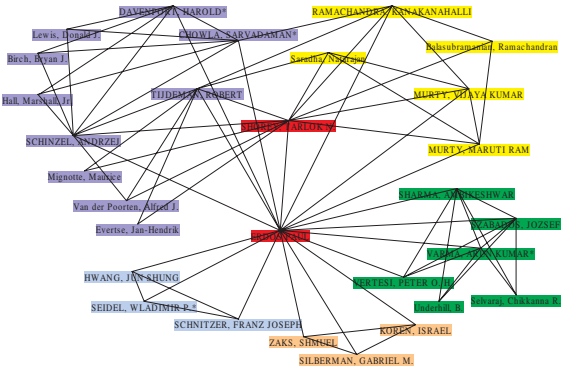 DAVENPORT, HAROLD*
RAMACHANDRA, KANAKANAHALLI
Lewis, Donald J.
CHOWLA, SARVADAMAN*
Balasubramanian, Ramachandran
Birch, Bryan J.
Saradha, Natarajan
Hall, Marshall, Jr.
TIJDEMAN, ROBERT
MURTY, VIJAYA KUMAR
SHOREY, TARLOK N.
SCHINZEL, ANDRZEJ
MURTY, MARUTI RAM
Mignotte, Maurice
SHARMA, AMBIKESHWAR
Van der Poorten, Alfred J.
SZABADOS, JOZSEF
Evertse, Jan-Hendrik
ERDOS, PAUL
VARMA, ARUN KUMAR*
HWANG, JUN SHUNG
VERTESI, PETER O. H.
Selvaraj, Chikkanna R.
SEIDEL, WLADIMIR P.*
Underhill, B.
SCHNITZER, FRANZ JOSEPH
KOREN, ISRAEL
ZAKS, SHMUEL
SILBERMAN, GABRIEL M.